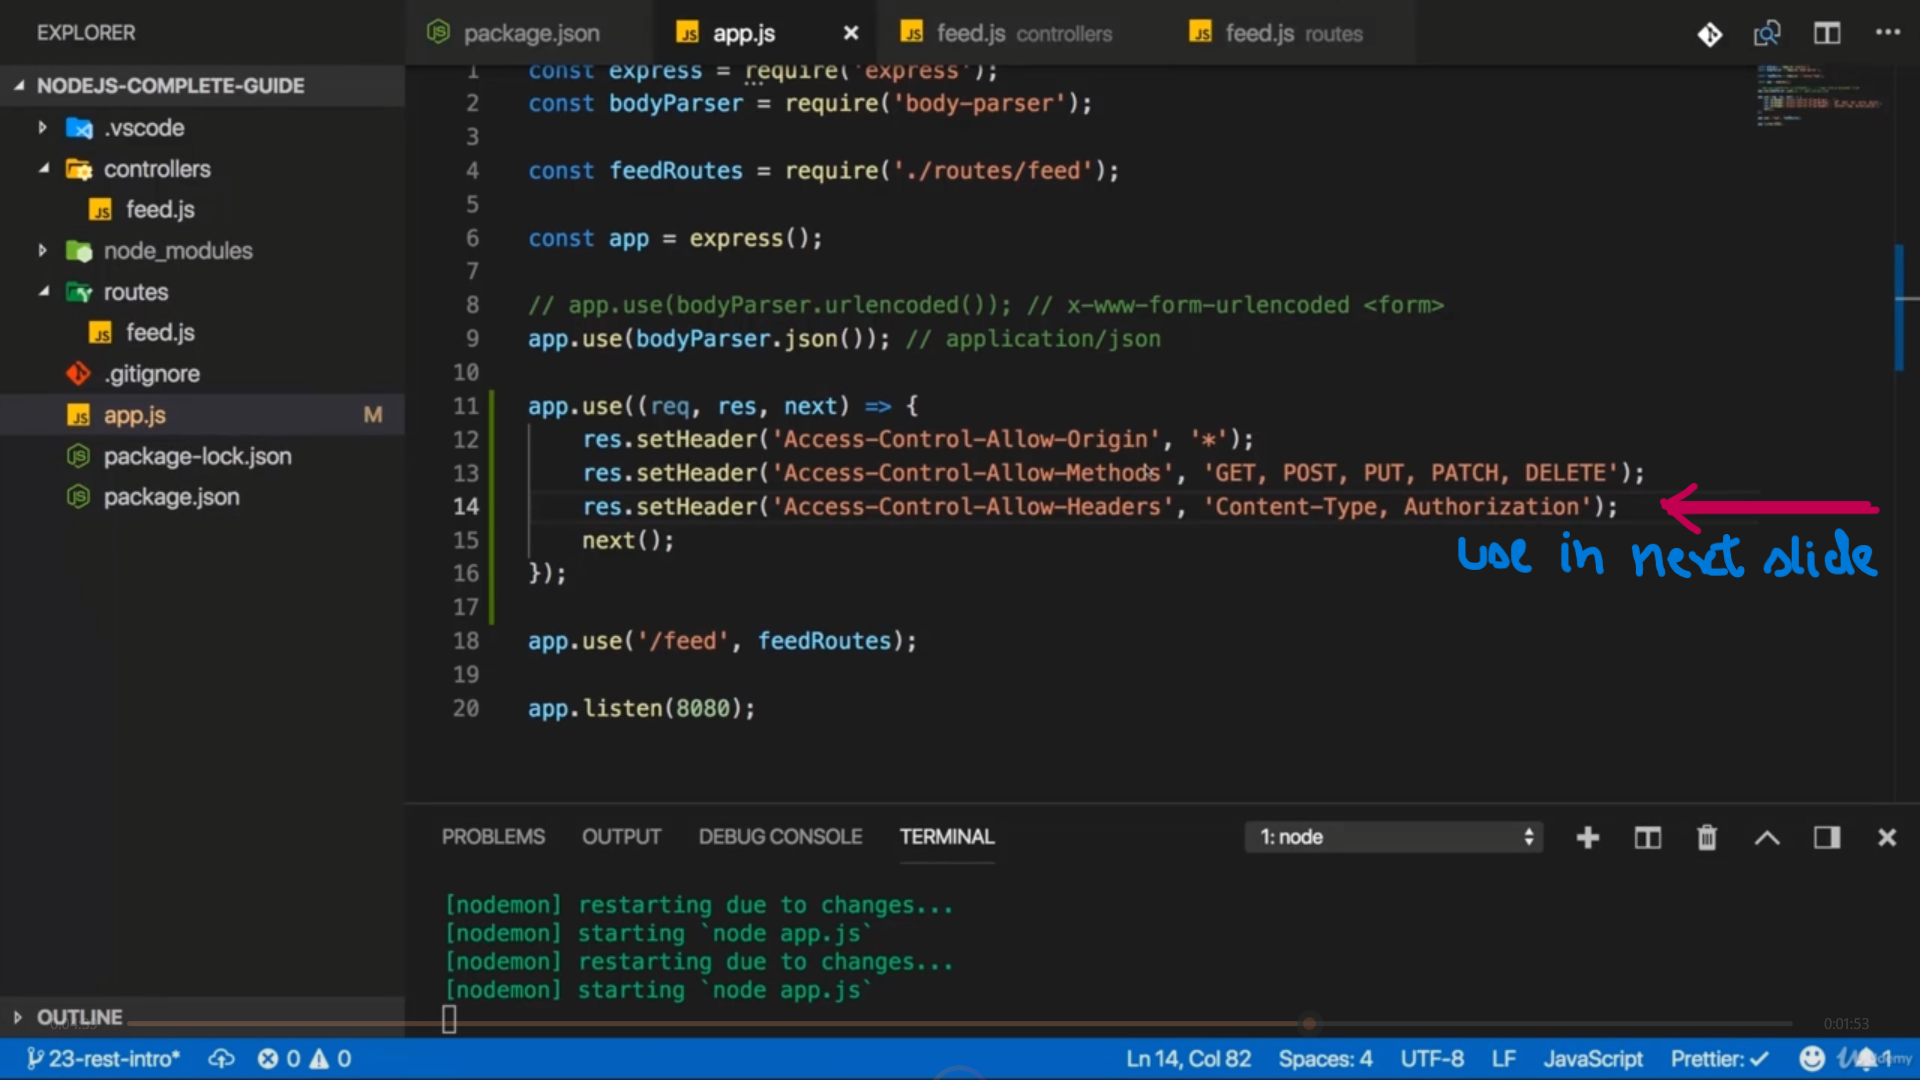 EXPLORER
package.json
app.js
feed.js controllers
feed.js routes
NODEJS-COMPLETE-GUIDE
.vscode
controllers
feed.js
node_modules
routes
feed.js
.gitignore
app.js M
package-lock.json
package.json
OUTLINE
1 const express = require('express');
2 const bodyParser = require('body-parser');
3
4 const feedRoutes = require('./routes/feed');
5
6 const app = express();
7
8 // app.use(bodyParser.urlencoded()); // x-www-form-urlencoded <form>
9 app.use(bodyParser.json()); // application/json
10
11 app.use((req, res, next) => {
12 res.setHeader('Access-Control-Allow-Origin', '*');
13 res.setHeader('Access-Control-Allow-Methods', 'GET, POST, PUT, PATCH, DELETE');
14 res.setHeader('Access-Control-Allow-Headers', 'Content-Type, Authorization');
use in next slide
15 next();
16 });
17
18 app.use('/feed', feedRoutes);
19
20 app.listen(8080);
PROBLEMS OUTPUT DEBUG CONSOLE TERMINAL
1: node
[nodemon] restarting due to changes...
[nodemon] starting `node app.js`
[nodemon] restarting due to changes...
[nodemon] starting `node app.js`
0:01:53
23-rest-intro* 0 0
Ln 14, Col 82 Spaces: 4 UTF-8 LF JavaScript Prettier: ✓ 1